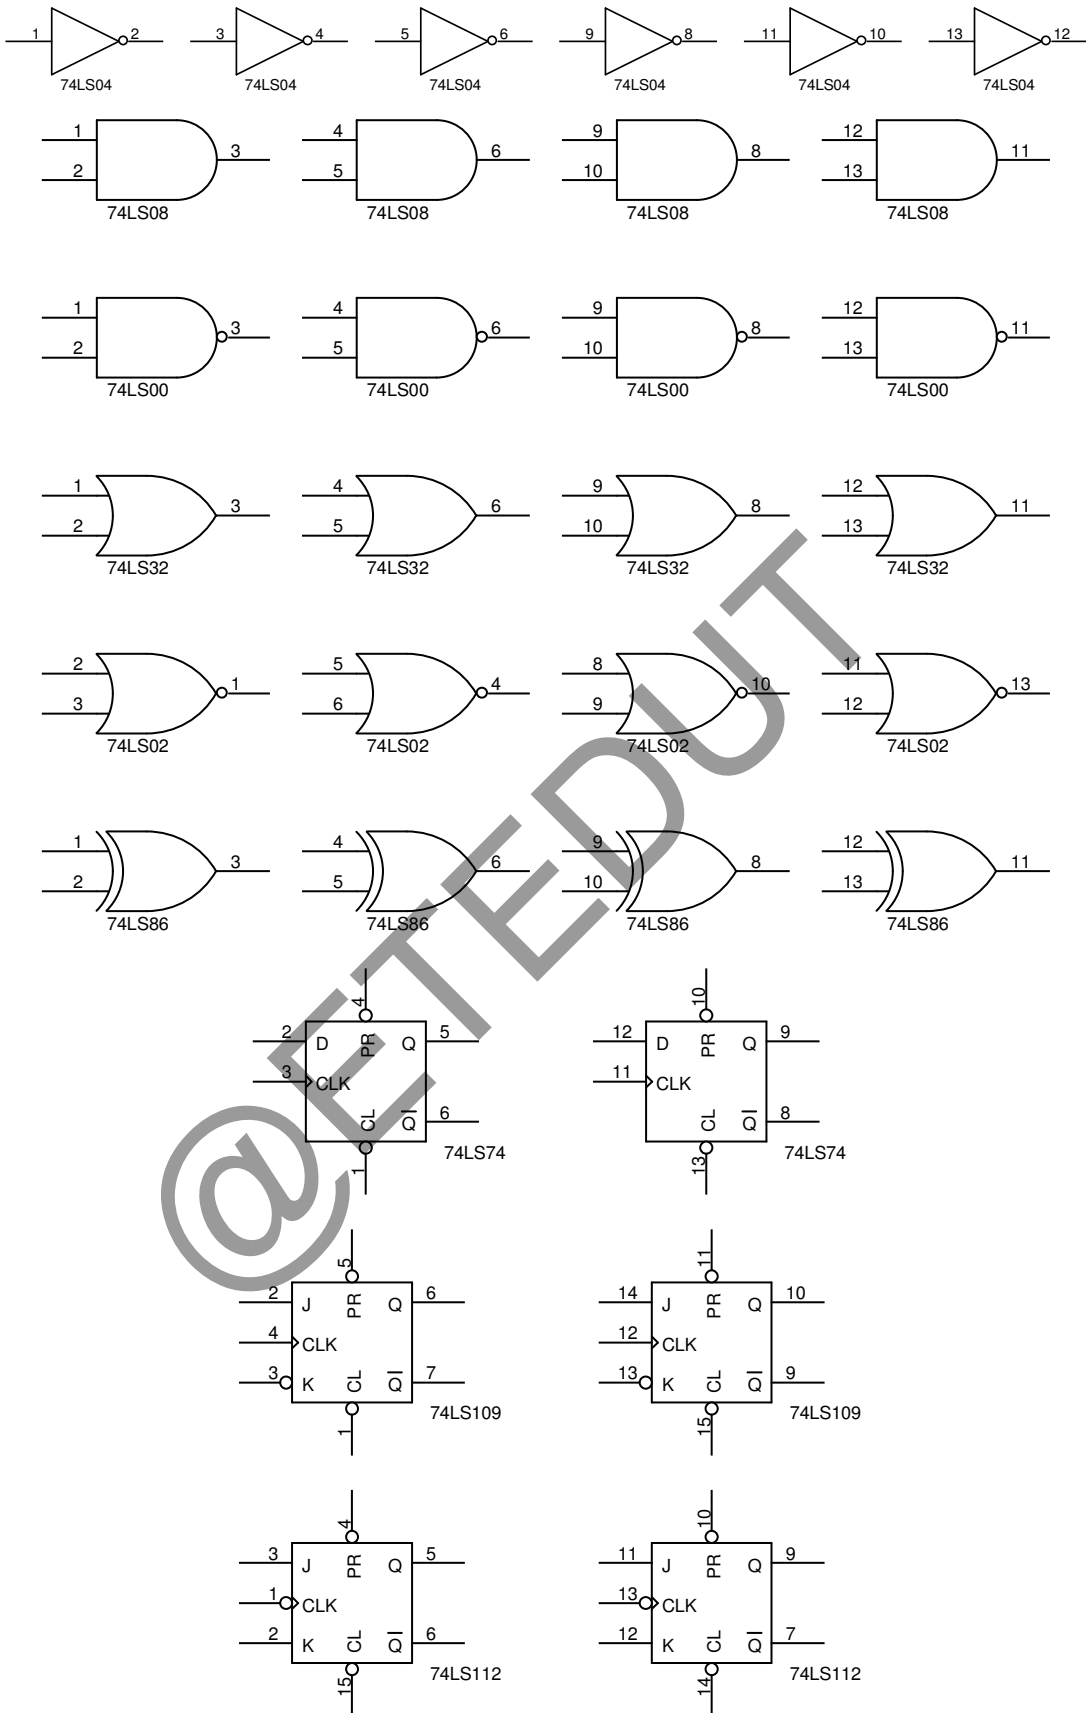 1 2 3 4 5 6 9 8 11 10 13 12
74LS04 74LS04 74LS04 74LS04 74LS04 74LS04
1 4 9 12
3 6 8 11
2 5 10 13
74LS08 74LS08 74LS08 74LS08
1 4 9 12
3 6 8 11
2 5 10 13
74LS00 74LS00 74LS00 74LS00
1 4 9 12
3 6 8 11
2 5 10 13
74LS32 74LS32 74LS32 74LS32
2 5 8 11
1 4 10 13
3 6 9 12
74LS02 74LS02 74LS02 74LS02
1 4 9 12
3 6 8 11
2 5 10 13
74LS86 74LS86 74LS86 74LS86
4 10
2 D PR Q 5 12 D PR Q 9
3 CLK 11 CLK
CL Q̅ 6 CL Q̅ 8
1 74LS74 13 74LS74
5 11
2 J PR Q 6 14 J PR Q 10
4 CLK 12 CLK
3 K CL Q̅ 7 13 K CL Q̅ 9
1 74LS109 15 74LS109
4 10
3 J PR Q 5 11 J PR Q 9
1 CLK 13 CLK
2 K CL Q̅ 6 12 K CL Q̅ 7
15 74LS112 14 74LS112
@ETEDUT